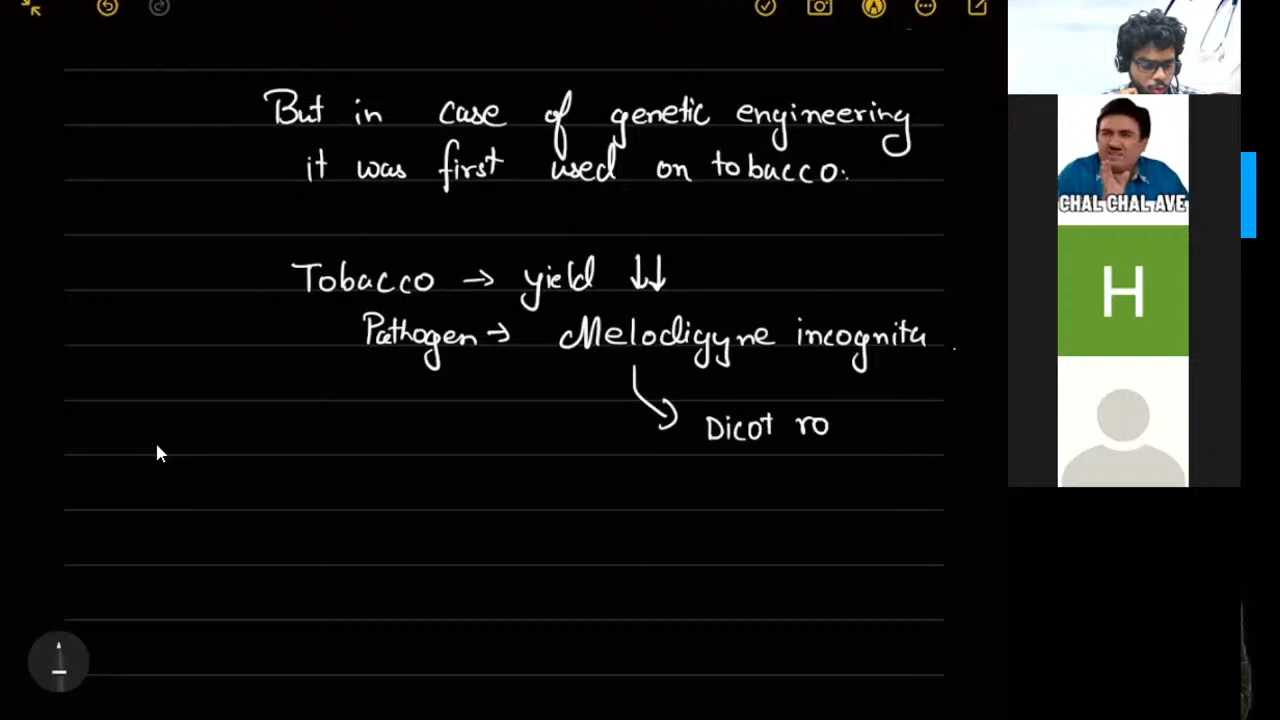 But in case of genetic engineering
it was first used on tobacco.
Tobacco → yield ↓↓
Pathogen → Melodigyne incognita
Dicot ro
CHAL CHAL AVE
H